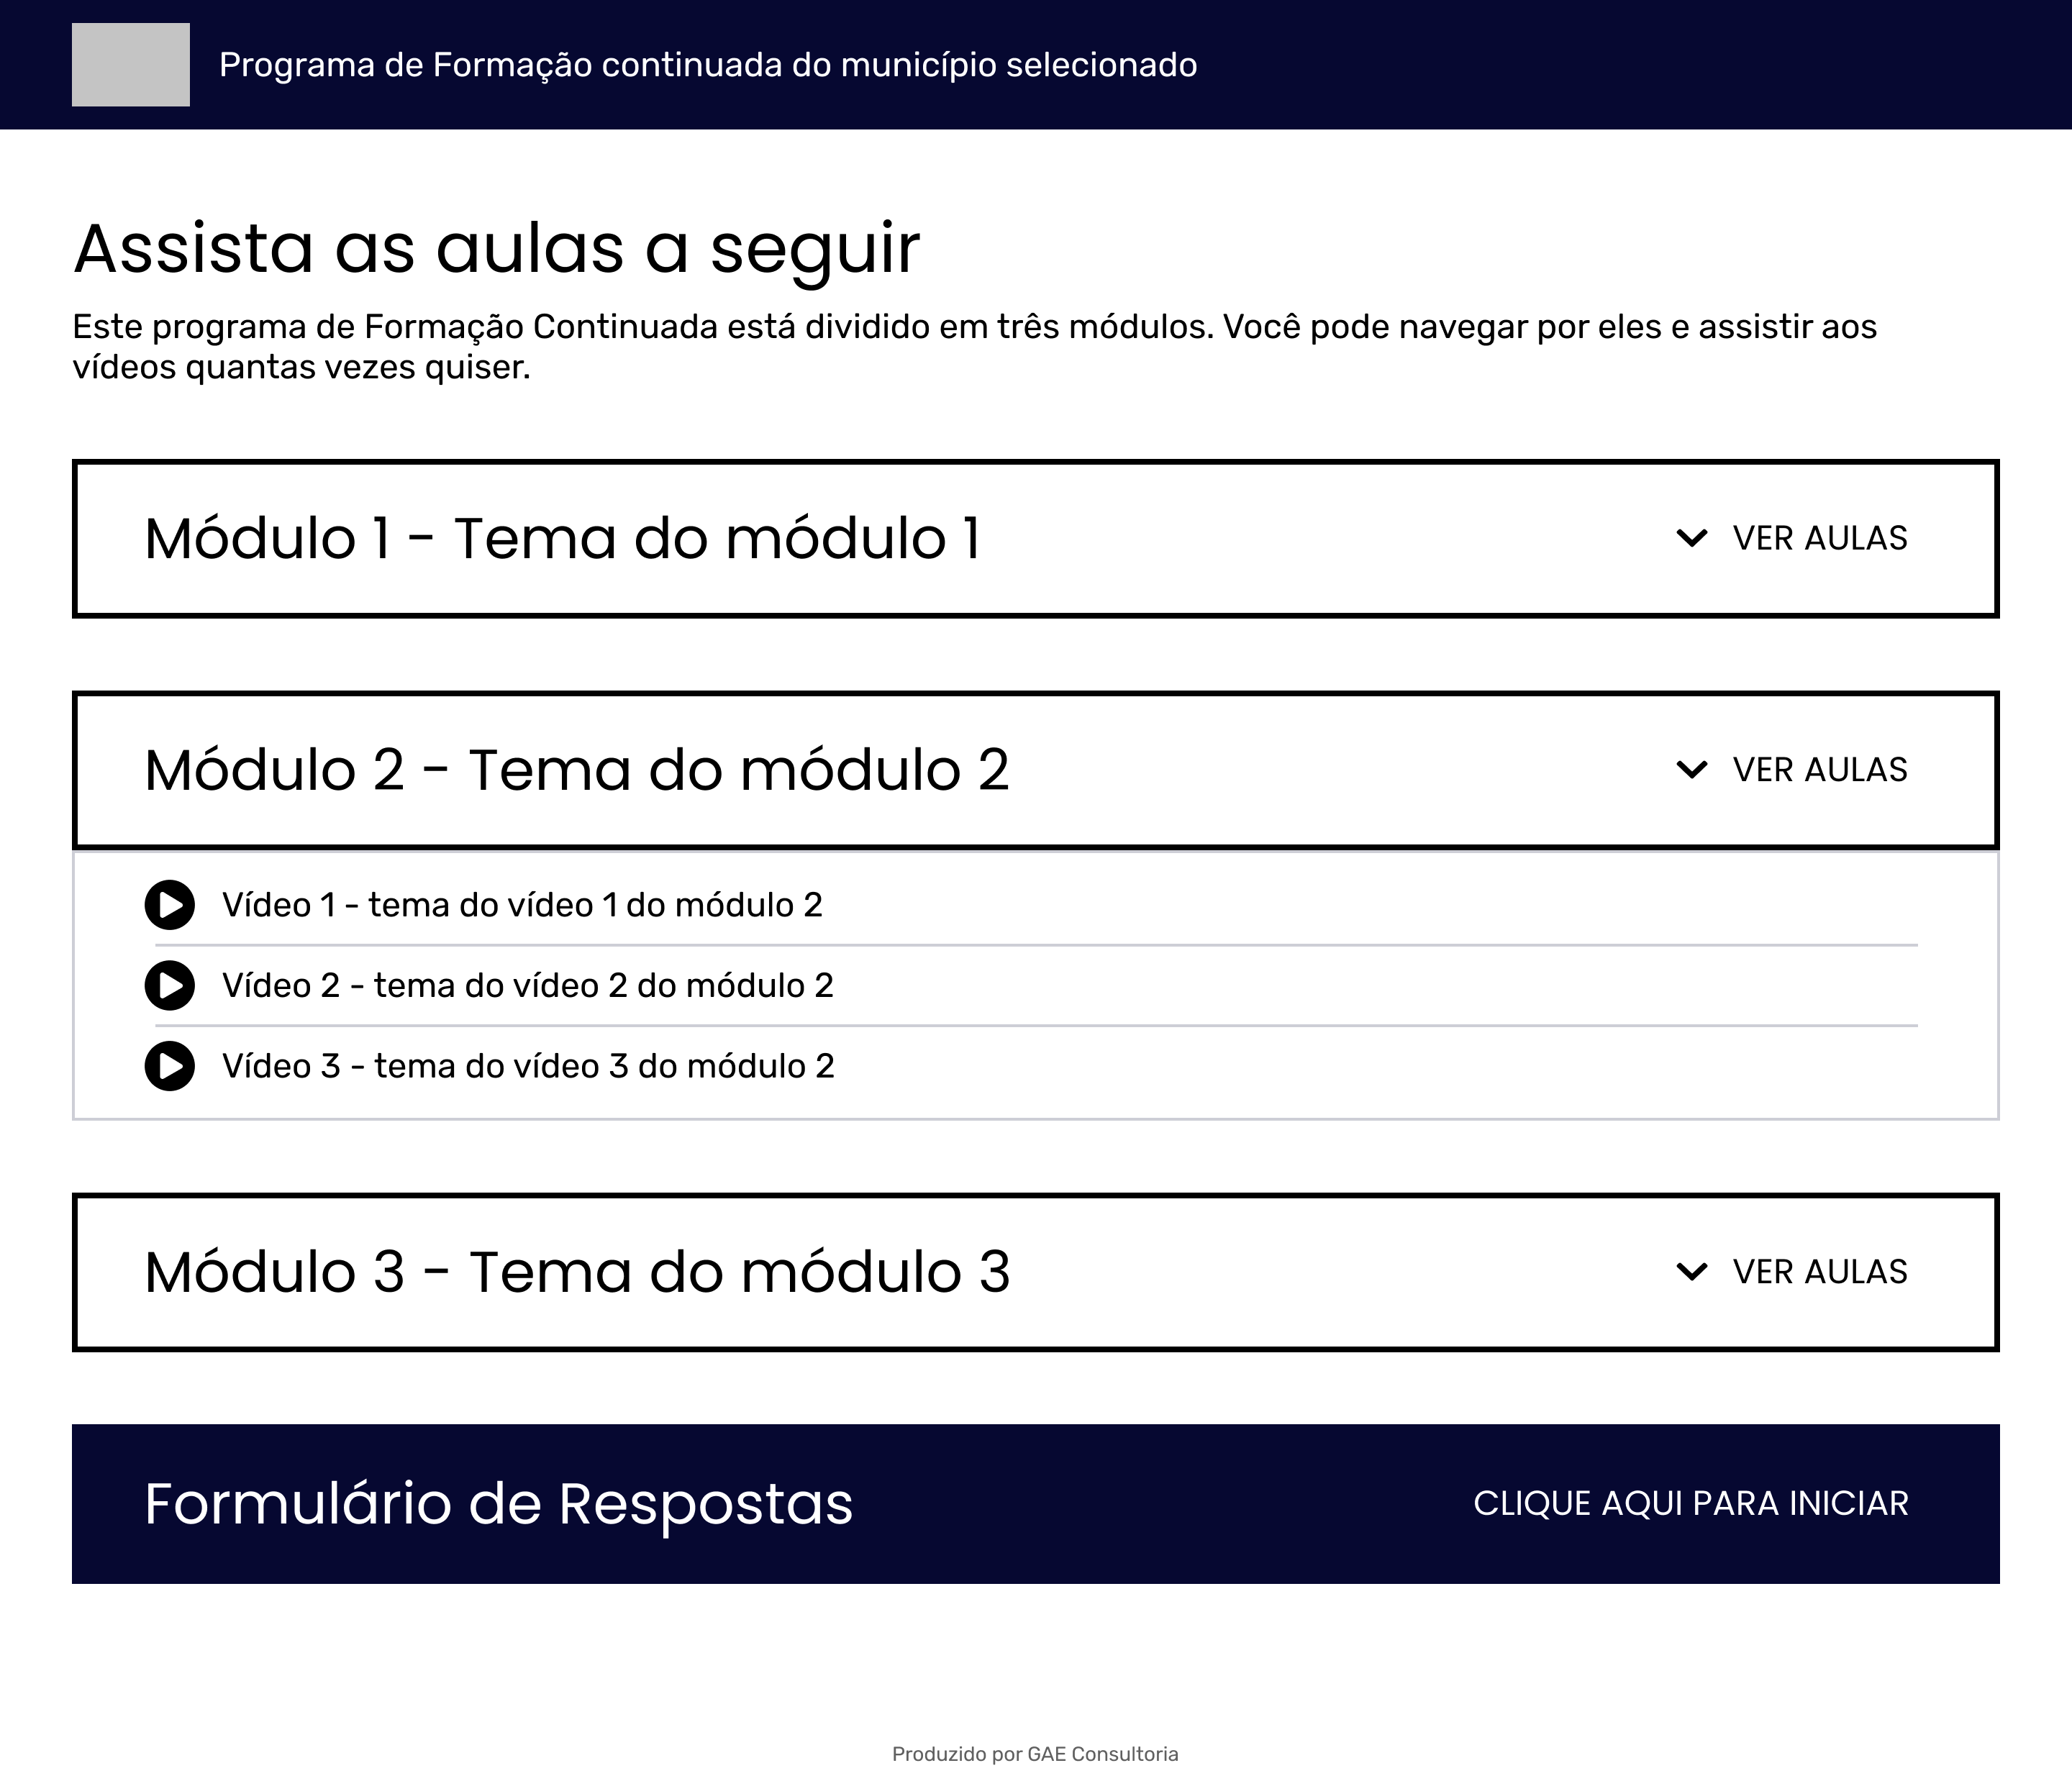 Programa de Formação continuada do município selecionado
Assista as aulas a seguir
Este programa de Formação Continuada está dividido em três módulos. Você pode navegar por eles e assistir aos
vídeos quantas vezes quiser.
Módulo 1 - Tema do módulo 1
VER AULAS
Módulo 2 - Tema do módulo 2
VER AULAS
Vídeo 1 - tema do vídeo 1 do módulo 2
Vídeo 2 - tema do vídeo 2 do módulo 2
Vídeo 3 - tema do vídeo 3 do módulo 2
Módulo 3 - Tema do módulo 3
VER AULAS
Formulário de Respostas
CLIQUE AQUI PARA INICIAR
Produzido por GAE Consultoria